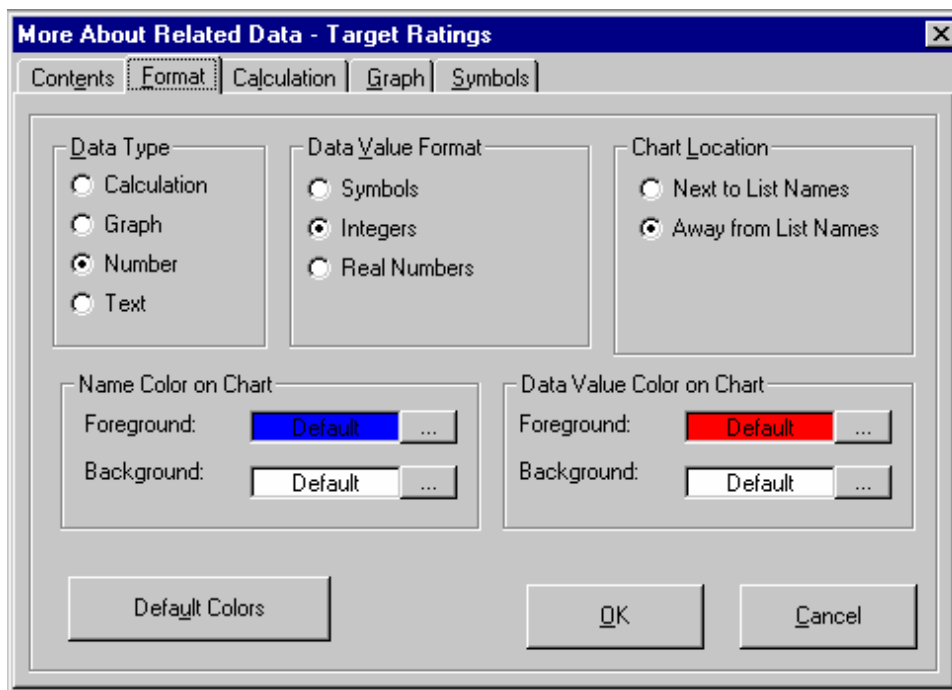 More About Related Data - Target Ratings
Contents Format Calculation Graph Symbols
Data Type
Calculation
Graph
Number
Text
Data Value Format
Symbols
Integers
Real Numbers
Chart Location
Next to List Names
Away from List Names
Name Color on Chart
Foreground: Default ...
Background: Default ...
Data Value Color on Chart
Foreground: Default ...
Background: Default ...
Default Colors
OK
Cancel